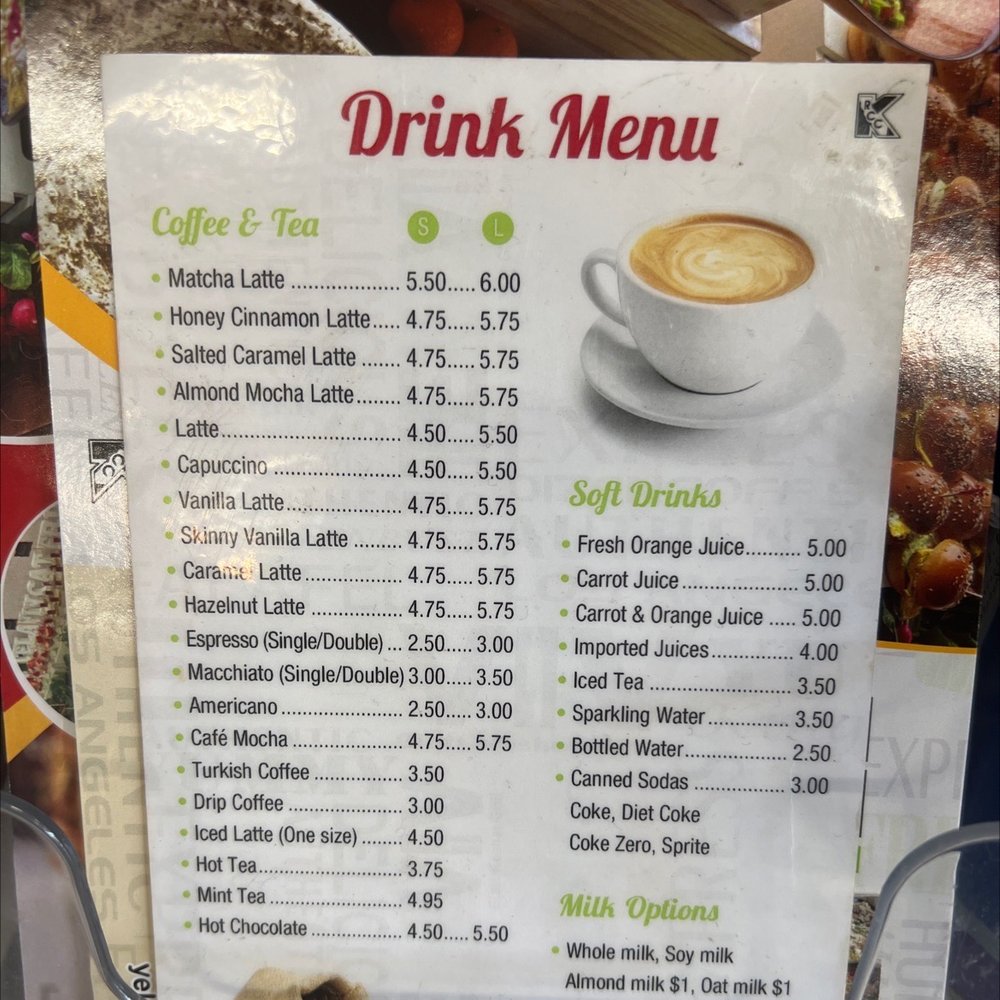 Drink Menu
K
RCC
Coffee & Tea S L
• Matcha Latte .................... 5.50..... 6.00
• Honey Cinnamon Latte..... 4.75..... 5.75
• Salted Caramel Latte ....... 4.75..... 5.75
• Almond Mocha Latte........ 4.75..... 5.75
• Latte................................. 4.50..... 5.50
• Capuccino ....................... 4.50..... 5.50
• Vanilla Latte..................... 4.75..... 5.75
• Skinny Vanilla Latte ......... 4.75..... 5.75
• Caramel Latte.................. 4.75..... 5.75
• Hazelnut Latte ................. 4.75..... 5.75
• Espresso (Single/Double) ... 2.50..... 3.00
• Macchiato (Single/Double) 3.00..... 3.50
• Americano ....................... 2.50..... 3.00
• Café Mocha ..................... 4.75..... 5.75
• Turkish Coffee ................. 3.50
• Drip Coffee ...................... 3.00
• Iced Latte (One size) ........ 4.50
• Hot Tea............................. 3.75
• Mint Tea ........................... 4.95
• Hot Chocolate .................. 4.50..... 5.50
Soft Drinks
• Fresh Orange Juice.......... 5.00
• Carrot Juice...................... 5.00
• Carrot & Orange Juice ..... 5.00
• Imported Juices................ 4.00
• Iced Tea ........................... 3.50
• Sparkling Water................ 3.50
• Bottled Water.................... 2.50
• Canned Sodas ................. 3.00
Coke, Diet Coke
Coke Zero, Sprite
Milk Options
• Whole milk, Soy milk
Almond milk $1, Oat milk $1
LOS ANGELES
EXPI
yel